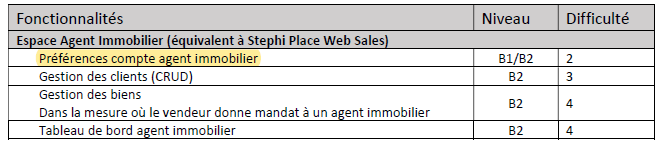 Fonctionnalités Niveau Difficulté
Espace Agent Immobilier (équivalent à Stephi Place Web Sales)
Préférences compte agent immobilier B1/B2 2
Gestion des clients (CRUD) B2 3
Gestion des biens
Dans la mesure où le vendeur donne mandat à un agent immobilier B2 4
Tableau de bord agent immobilier B2 4